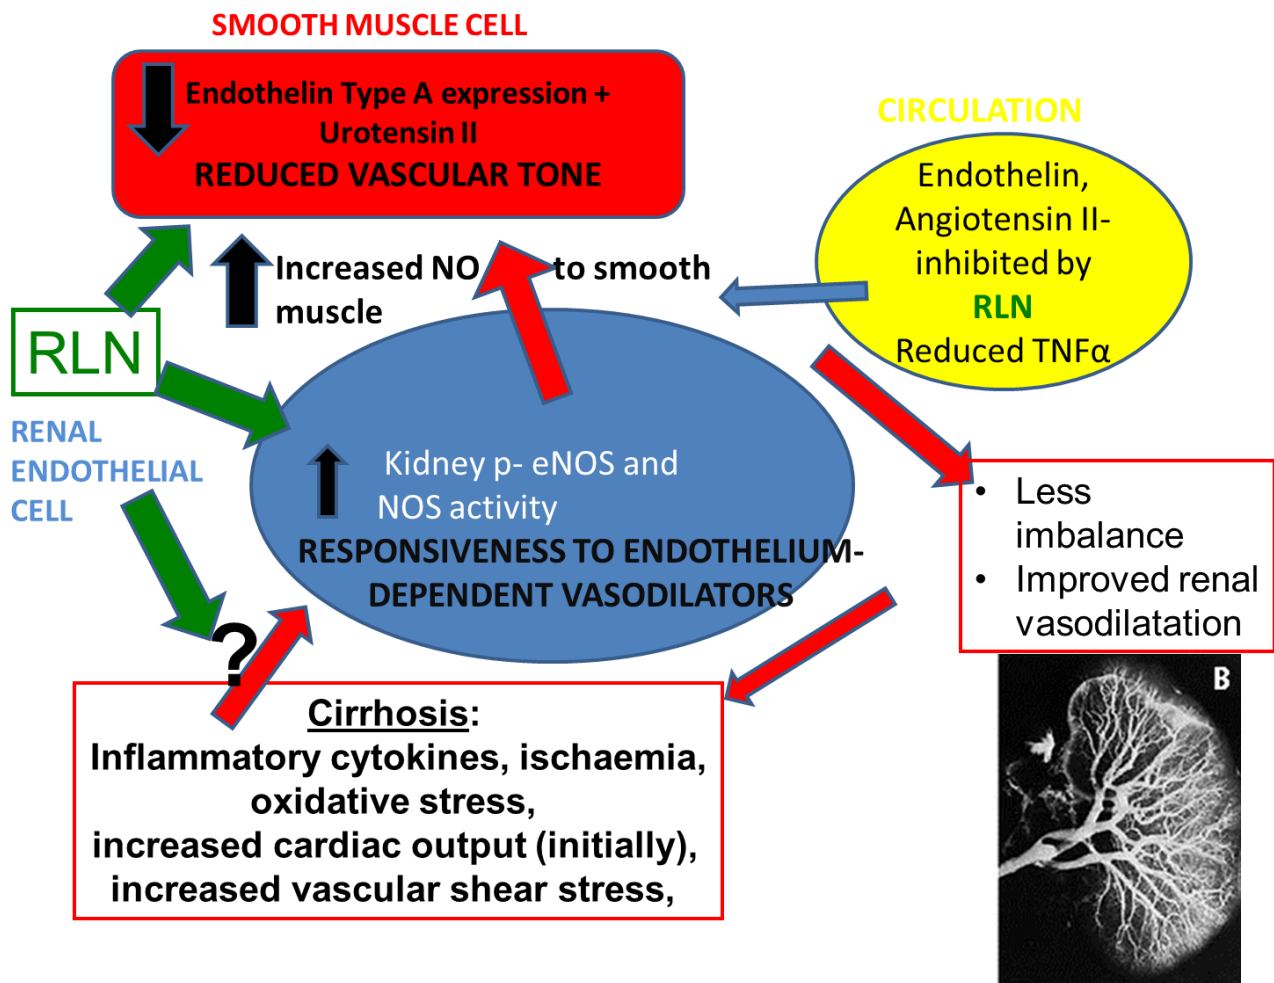 SMOOTH MUSCLE CELL
Endothelin Type A expression +
Urotensin II
REDUCED VASCULAR TONE
CIRCULATION
Endothelin,
Angiotensin II-
inhibited by
RLN
Reduced TNFα
Increased NO to smooth
muscle
RLN
RENAL
ENDOTHELIAL
CELL
Kidney p- eNOS and
NOS activity
RESPONSIVENESS TO ENDOTHELIUM-
DEPENDENT VASODILATORS
• Less
imbalance
• Improved renal
vasodilatation
?
Cirrhosis:
Inflammatory cytokines, ischaemia,
oxidative stress,
increased cardiac output (initially),
increased vascular shear stress,
B